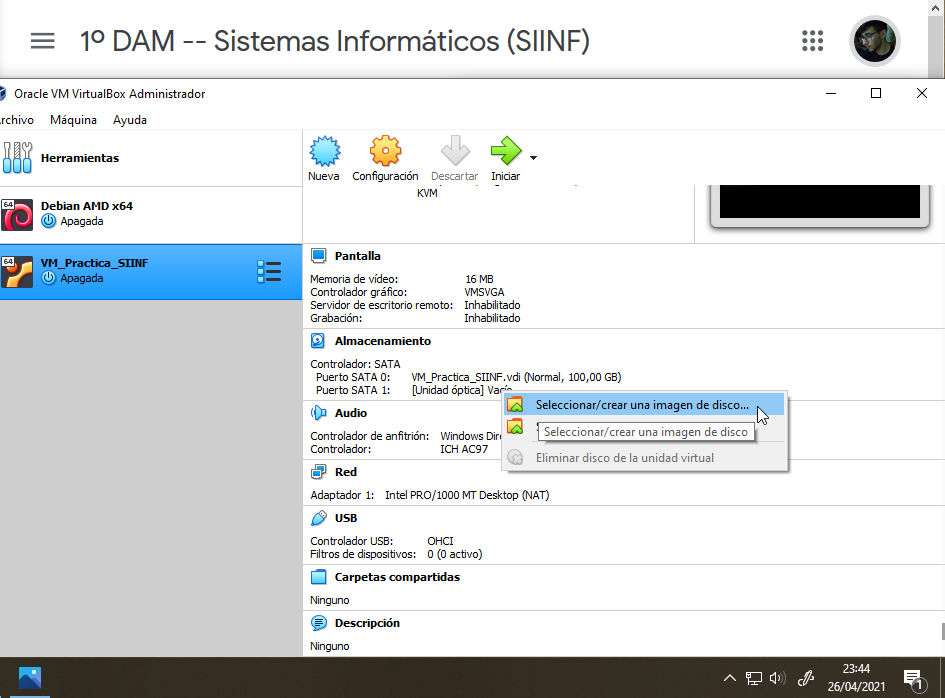 1º DAM -- Sistemas Informáticos (SIINF)
Oracle VM VirtualBox Administrador
rchivo Máquina Ayuda
Herramientas
Nueva Configuración Descartar Iniciar
KVM
64
Debian AMD x64
Apagada
64
VM_Practica_SIINF
Apagada
Pantalla
Memoria de vídeo: 16 MB
Controlador gráfico: VMSVGA
Servidor de escritorio remoto: Inhabilitado
Grabación: Inhabilitado
Almacenamiento
Controlador: SATA
Puerto SATA 0: VM_Practica_SIINF.vdi (Normal, 100,00 GB)
Puerto SATA 1: [Unidad óptica] Vacío
Seleccionar/crear una imagen de disco...
S
Seleccionar/crear una imagen de disco
Eliminar disco de la unidad virtual
Audio
Controlador de anfitrión: Windows Dire
Controlador: ICH AC97
Red
Adaptador 1: Intel PRO/1000 MT Desktop (NAT)
USB
Controlador USB: OHCI
Filtros de dispositivos: 0 (0 activo)
Carpetas compartidas
Ninguno
Descripción
Ninguno
23:44
26/04/2021
1